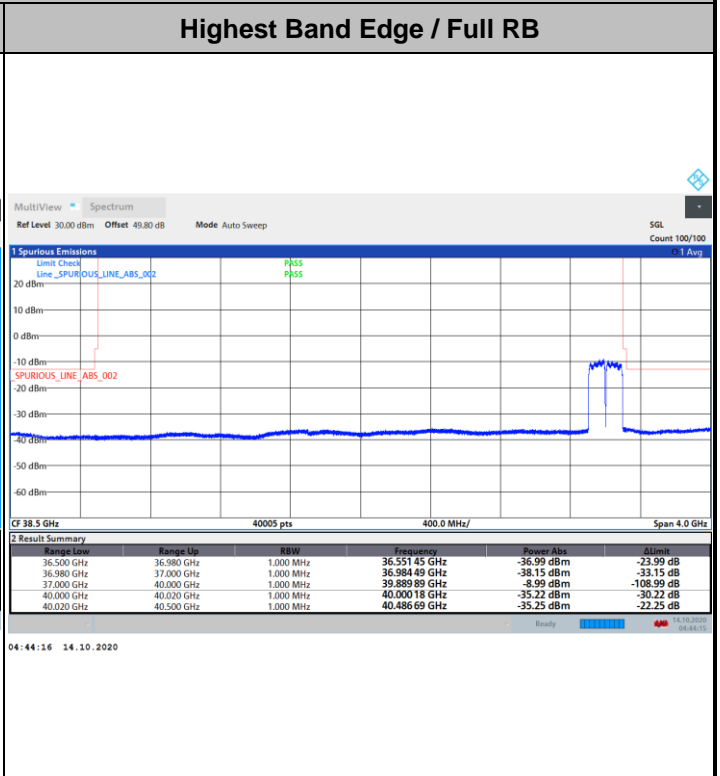 Highest Band Edge / Full RB
MultiView Spectrum
Ref Level 30.00 dBm Offset 49.80 dB Mode Auto Sweep SGL
Count 100/100
1 Spurious Emissions 1 Avg
Limit Check PASS
Line _SPURIOUS_LINE_ABS_002 PASS
20 dBm
10 dBm
0 dBm
-10 dBm
_SPURIOUS_LINE_ABS_002
-20 dBm
-30 dBm
-40 dBm
-50 dBm
-60 dBm
CF 38.5 GHz 40005 pts 400.0 MHz/ Span 4.0 GHz
2 Result Summary
Range Low Range Up RBW Frequency Power Abs ΔLimit
36.500 GHz 36.980 GHz 1.000 MHz 36.551 45 GHz -36.99 dBm -23.99 dB
36.980 GHz 37.000 GHz 1.000 MHz 36.984 49 GHz -38.15 dBm -33.15 dB
37.000 GHz 40.000 GHz 1.000 MHz 39.889 89 GHz -8.99 dBm -108.99 dB
40.000 GHz 40.020 GHz 1.000 MHz 40.000 18 GHz -35.22 dBm -30.22 dB
40.020 GHz 40.500 GHz 1.000 MHz 40.486 69 GHz -35.25 dBm -22.25 dB
Ready 14.10.2020
04:44:15
04:44:16 14.10.2020